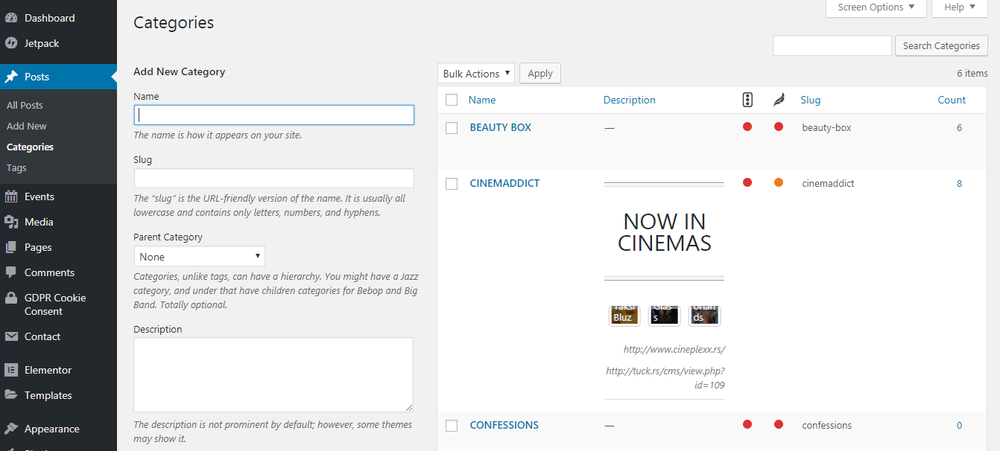 Dashboard
Jetpack
Posts
All Posts
Add New
Categories
Tags
Events
Media
Pages
Comments
GDPR Cookie
Consent
Contact
Elementor
Templates
Appearance
Screen Options ▼
Help ▼
Categories
Search Categories
Add New Category
Name
The name is how it appears on your site.
Slug
The “slug” is the URL-friendly version of the name. It is usually all
lowercase and contains only letters, numbers, and hyphens.
Parent Category
None
Categories, unlike tags, can have a hierarchy. You might have a Jazz
category, and under that have children categories for Bebop and Big
Band. Totally optional.
Description
The description is not prominent by default; however, some themes
may show it.
Bulk Actions
Apply
6 items
Name Description Slug Count
BEAUTY BOX — beauty-box 6
CINEMADDICT cinemaddict 8
NOW IN
CINEMAS
Taksi
Bluz
Glas
s
ds
http://www.cineplexx.rs/
http://tuck.rs/cms/view.php?
id=109
CONFESSIONS — confessions 0